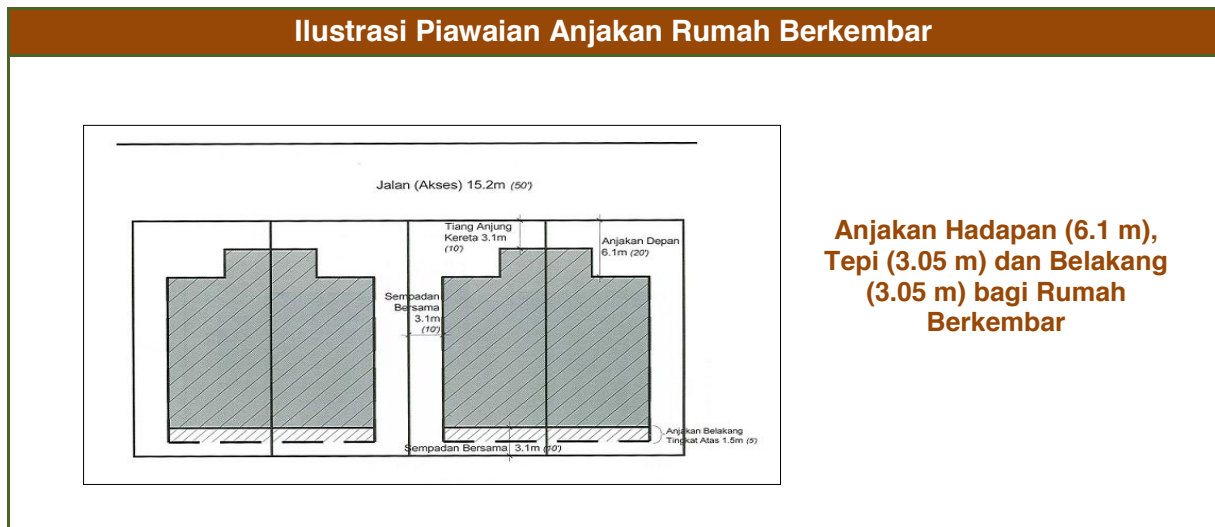 Ilustrasi Piawaian Anjakan Rumah Berkembar
Jalan (Akses) 15.2m (50')
Tiang Anjung
Kereta 3.1m
(10')
Anjakan Depan
6.1m (20')
Sempadan
Bersama
3.1m
(10')
Anjakan Belakang
Tingkat Atas 1.5m (5')
Sempadan Bersama 3.1m (10')
Anjakan Hadapan (6.1 m),
Tepi (3.05 m) dan Belakang
(3.05 m) bagi Rumah
Berkembar